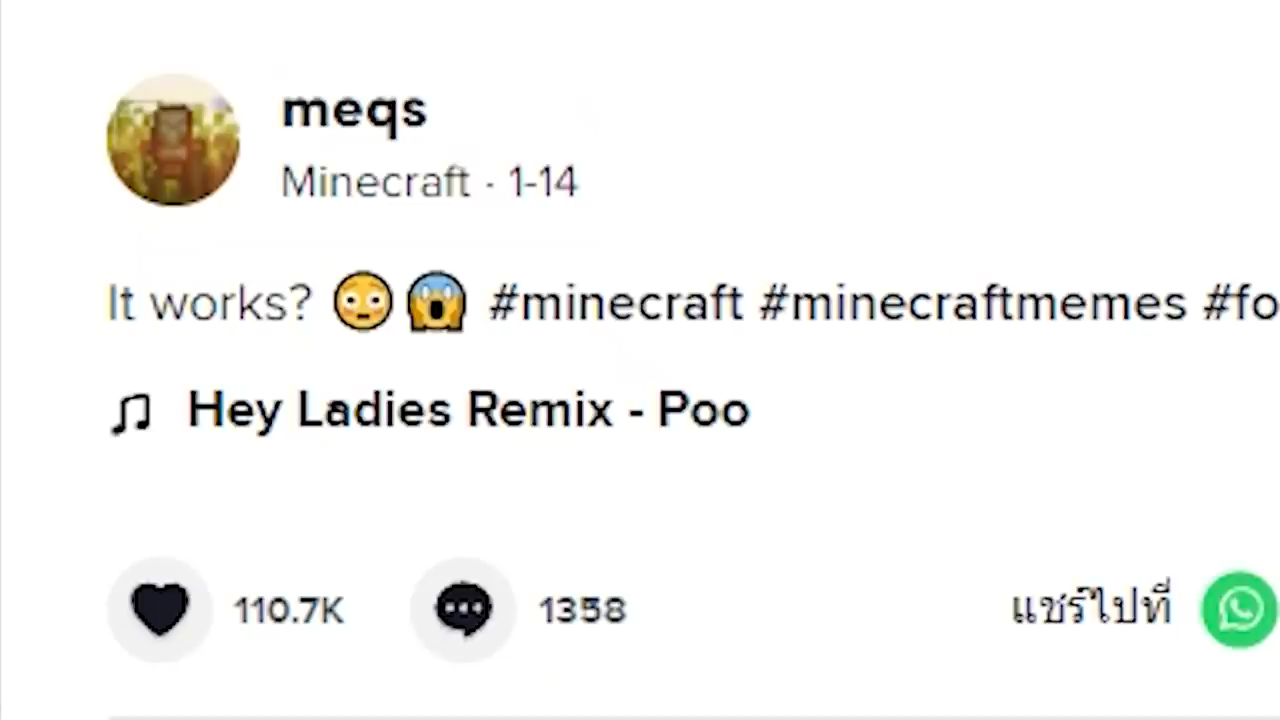 meqs
Minecraft · 1-14
It works? 😳😱 #minecraft #minecraftmemes #fo
Hey Ladies Remix - Poo
110.7K 1358 แชร์ไปที่